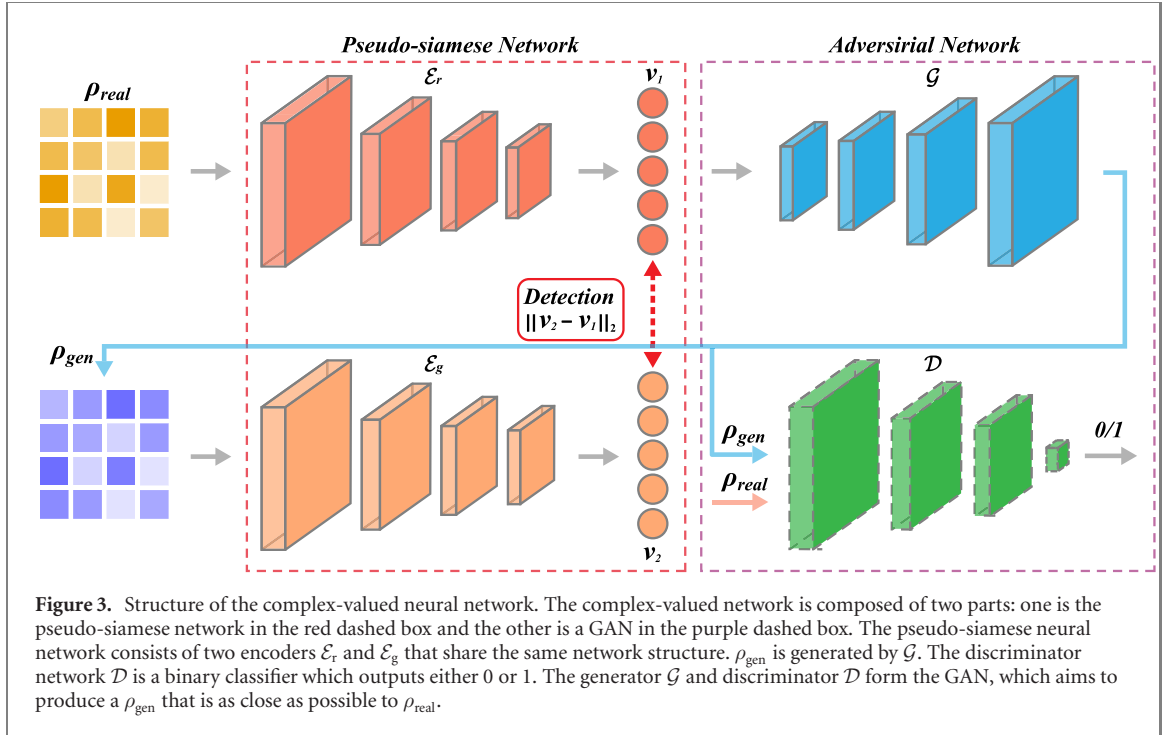 Pseudo-siamese Network
Adversirial Network
ρreal
ℰr
v1
𝒢
Detection
||v2 − v1||2
ρgen
ℰg
𝒟
ρgen
ρreal
0/1
v2
Figure 3. Structure of the complex-valued neural network. The complex-valued network is composed of two parts: one is the
pseudo-siamese network in the red dashed box and the other is a GAN in the purple dashed box. The pseudo-siamese neural
network consists of two encoders ℰr and ℰg that share the same network structure. ρgen is generated by 𝒢. The discriminator
network 𝒟 is a binary classifier which outputs either 0 or 1. The generator 𝒢 and discriminator 𝒟 form the GAN, which aims to
produce a ρgen that is as close as possible to ρreal.